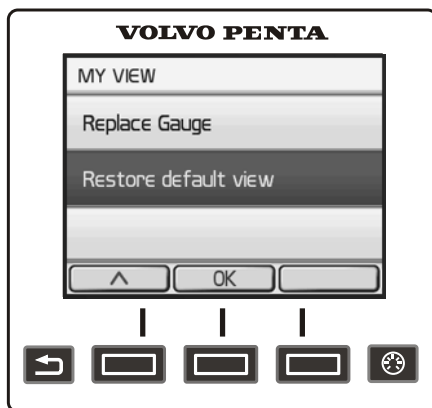 VOLVO PENTA
MY VIEW
Replace Gauge
Restore default view
OK